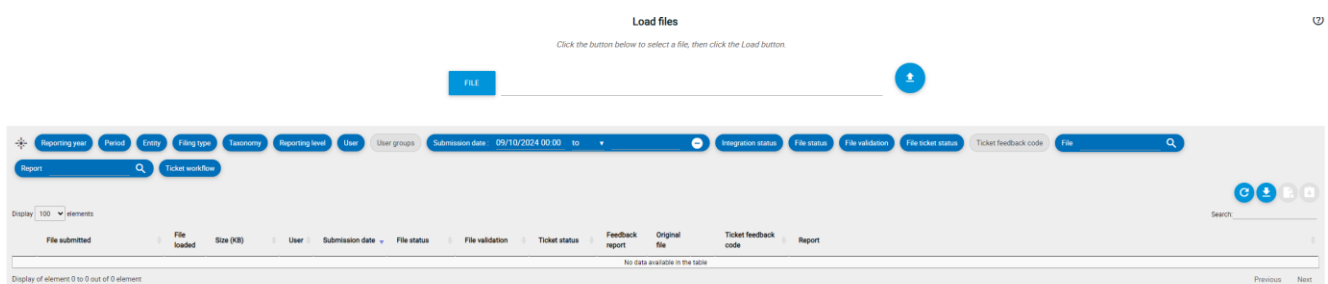 Load files
Click the button below to select a file, then click the Load button.
FILE
Reporting year Period Entity Filing type Taxonomy Reporting level User User groups Submission date : 09/10/2024 00:00 to Integration status File status File validation File ticket status Ticket feedback code File
Report Ticket workflow
Display 100 elements
Search:
File submitted File loaded Size (KB) User Submission date File status File validation Ticket status Feedback report Original file Ticket feedback code Report
No data available in the table
Display of element 0 to 0 out of 0 element
Previous Next